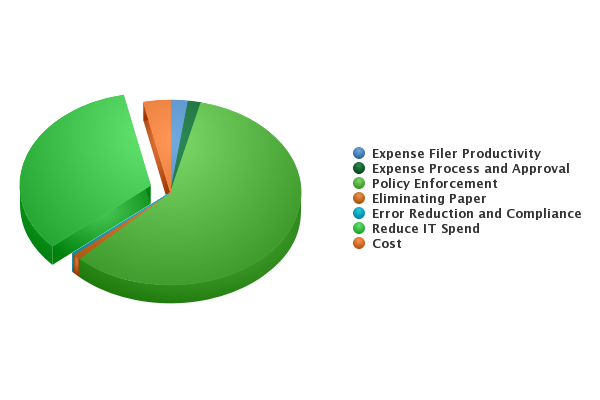 Expense Filer Productivity
Expense Process and Approval
Policy Enforcement
Eliminating Paper
Error Reduction and Compliance
Reduce IT Spend
Cost